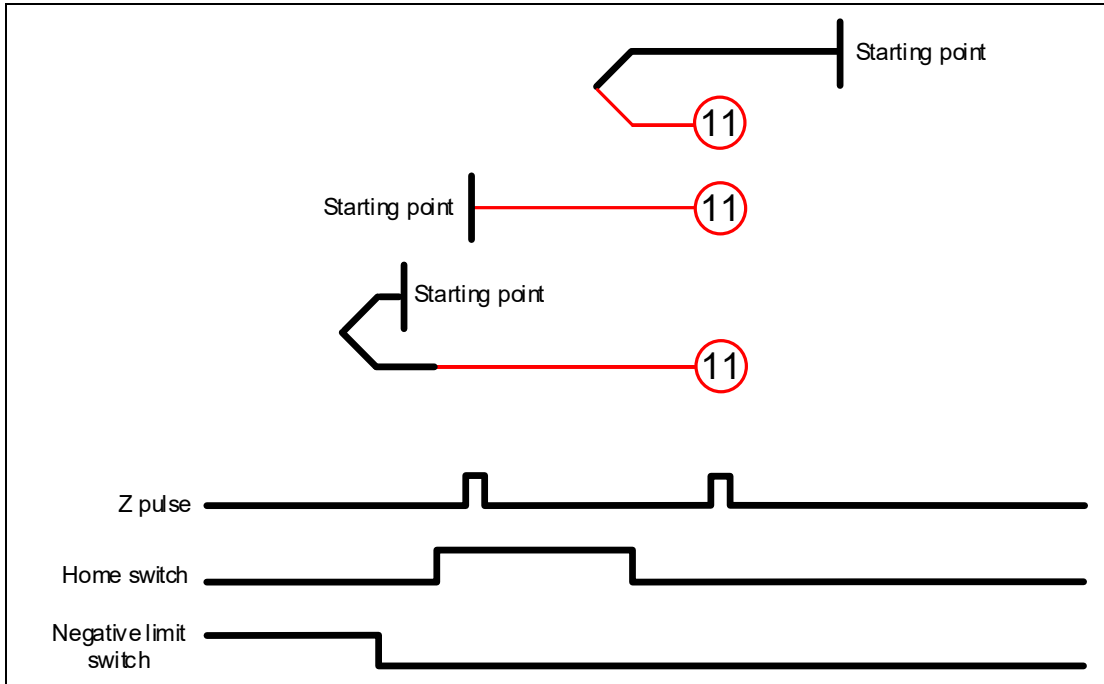 Starting point
11
Starting point
11
Starting point
11
Z pulse
Home switch
Negative limit
switch